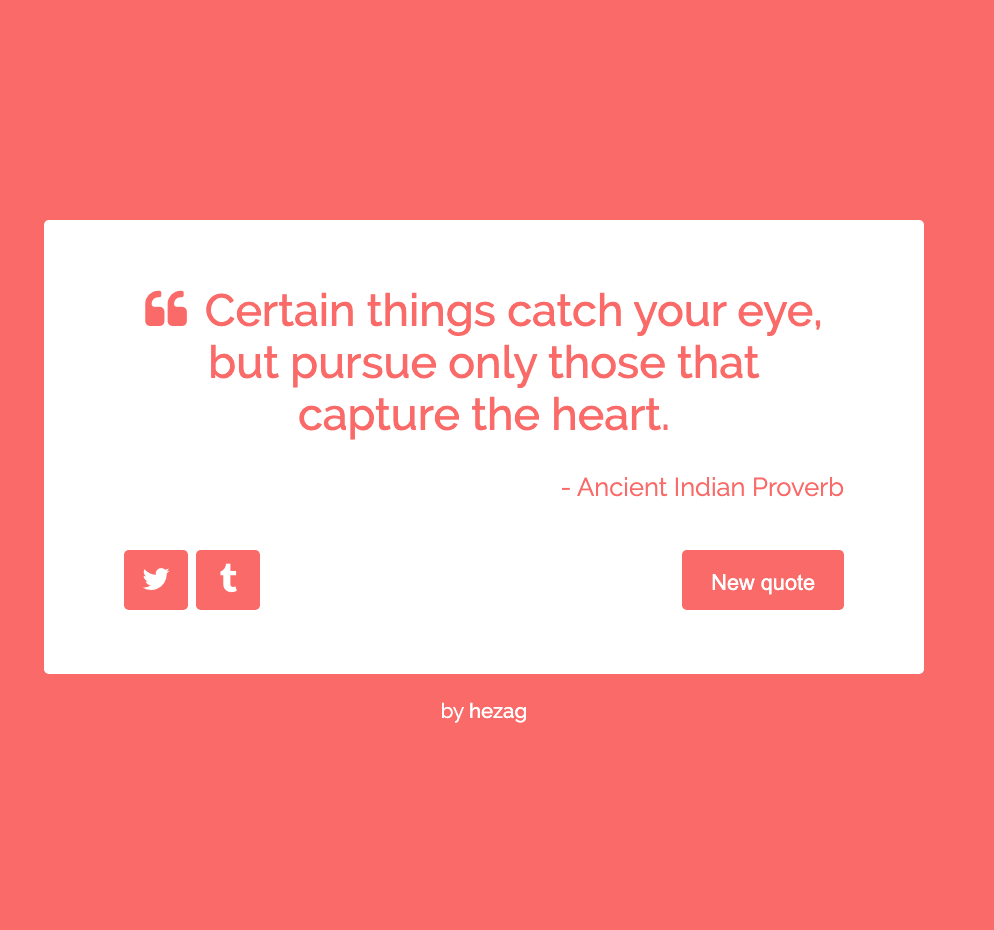 “ Certain things catch your eye,
but pursue only those that
capture the heart.
- Ancient Indian Proverb
New quote
by hezag